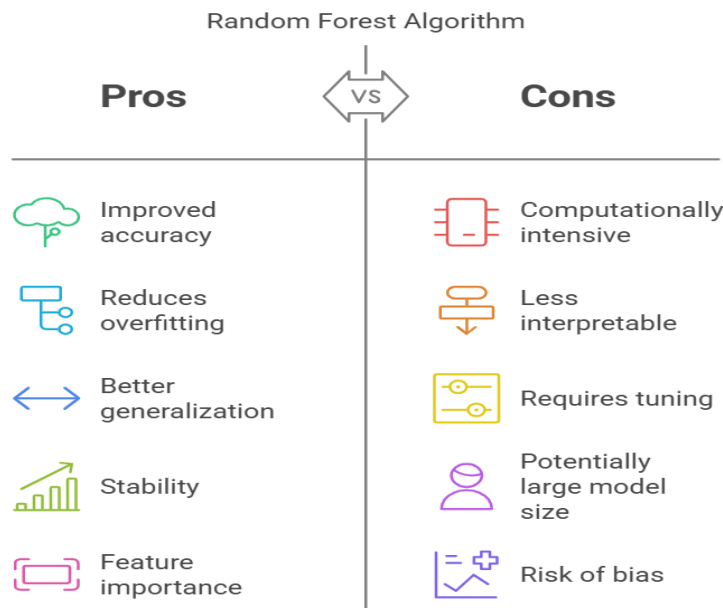 Random Forest Algorithm
Pros
VS
Cons
Improved
accuracy
Computationally
intensive
Reduces
overfitting
Less
interpretable
Better
generalization
Requires tuning
Stability
Potentially
large model
size
Feature
importance
Risk of bias